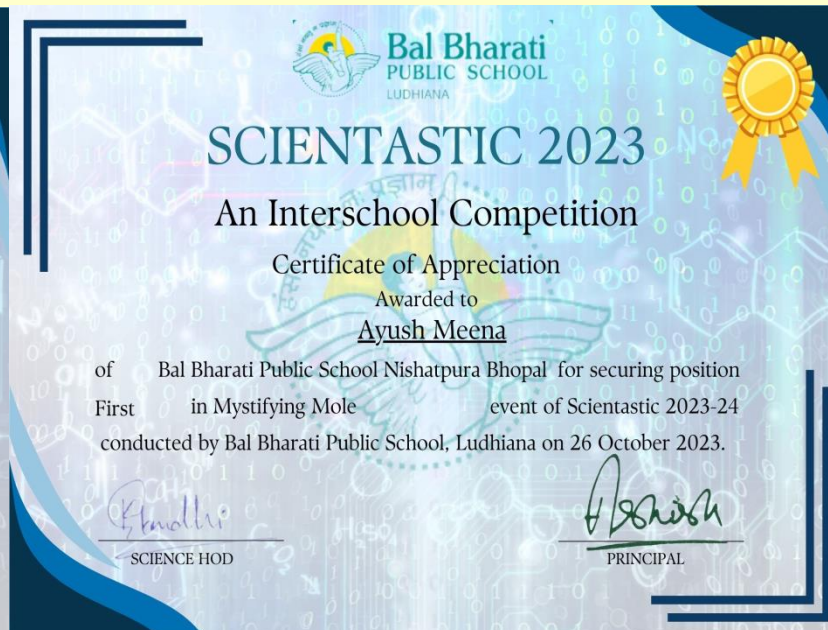 Bal Bharati
PUBLIC SCHOOL
LUDHIANA
SCIENTASTIC 2023
An Interschool Competition
Certificate of Appreciation
Awarded to
Ayush Meena
of Bal Bharati Public School Nishatpura Bhopal for securing position
First in Mystifying Mole event of Scientastic 2023-24
conducted by Bal Bharati Public School, Ludhiana on 26 October 2023.
SCIENCE HOD
PRINCIPAL